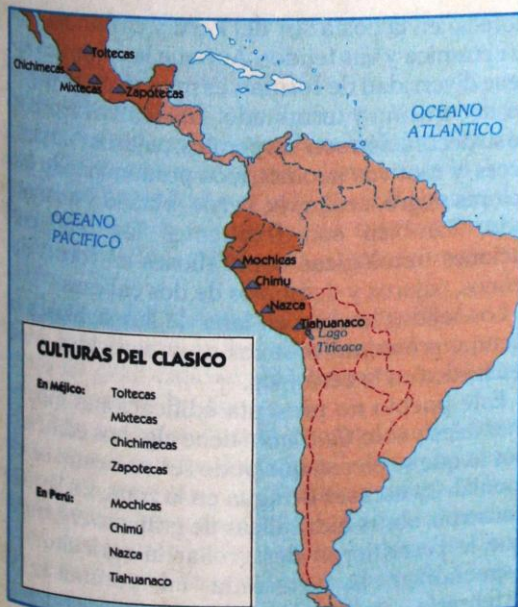 Toltecas
Chichimecas
Mixtecas
Zapotecas
OCEANO
ATLANTICO
OCEANO
PACIFICO
Mochicas
Chimu
Nazca
Tiahuanaco
Lago
Titicaca
CULTURAS DEL CLASICO
En Méjico: Toltecas
Mixtecas
Chichimecas
Zapotecas
En Perú: Mochicas
Chimú
Nazca
Tiahuanaco